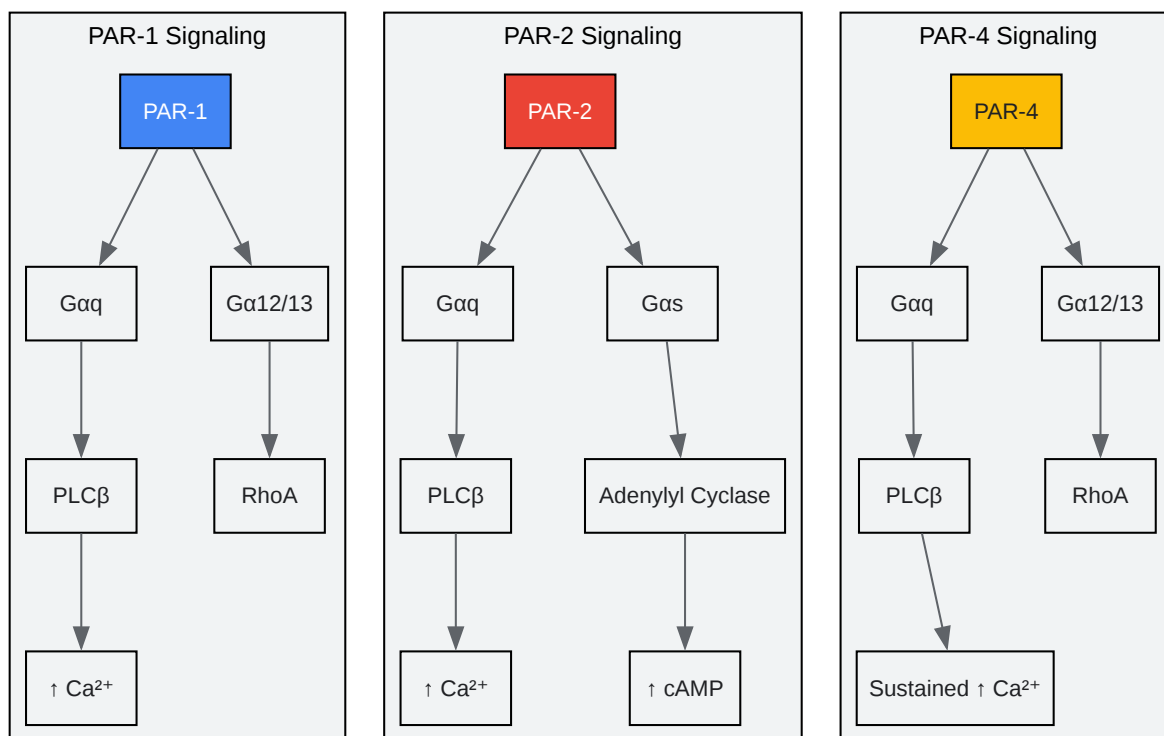 PAR-1 Signaling
PAR-1
Gαq
Gα12/13
PLCβ
RhoA
↑ Ca²⁺
PAR-2 Signaling
PAR-2
Gαq
Gαs
PLCβ
Adenylyl Cyclase
↑ Ca²⁺
↑ cAMP
PAR-4 Signaling
PAR-4
Gαq
Gα12/13
PLCβ
RhoA
Sustained ↑ Ca²⁺